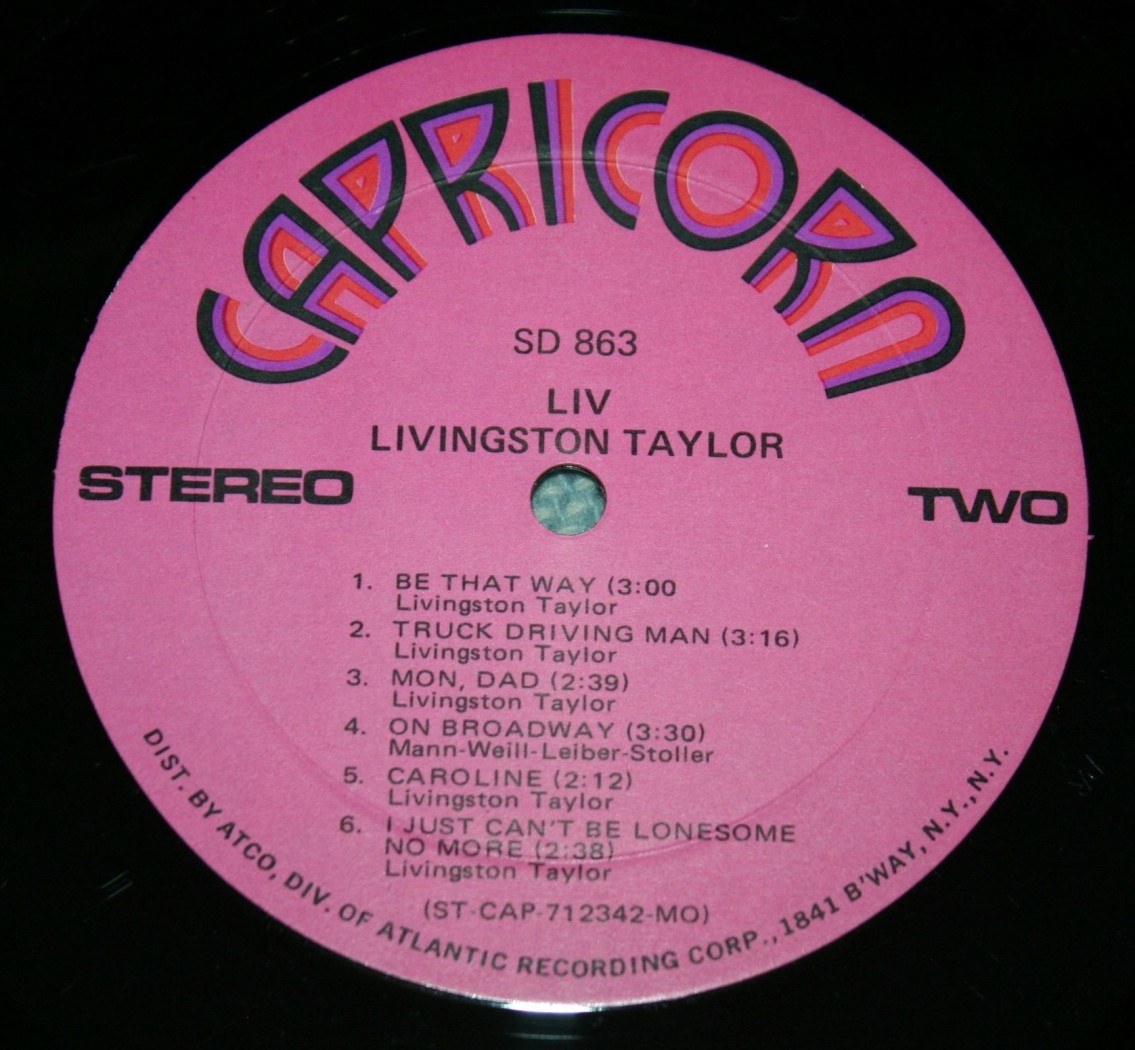 CAPRICORN
SD 863
LIV
LIVINGSTON TAYLOR
STEREO
TWO
1. BE THAT WAY (3:00
Livingston Taylor
2. TRUCK DRIVING MAN (3:16)
Livingston Taylor
3. MON, DAD (2:39)
Livingston Taylor
4. ON BROADWAY (3:30)
Mann-Weill-Leiber-Stoller
5. CAROLINE (2:12)
Livingston Taylor
6. I JUST CAN'T BE LONESOME
NO MORE (2:38)
Livingston Taylor
(ST-CAP-712342-MO)
DIST. BY ATCO, DIV. OF ATLANTIC RECORDING CORP., 1841 B'WAY, N.Y., N.Y.